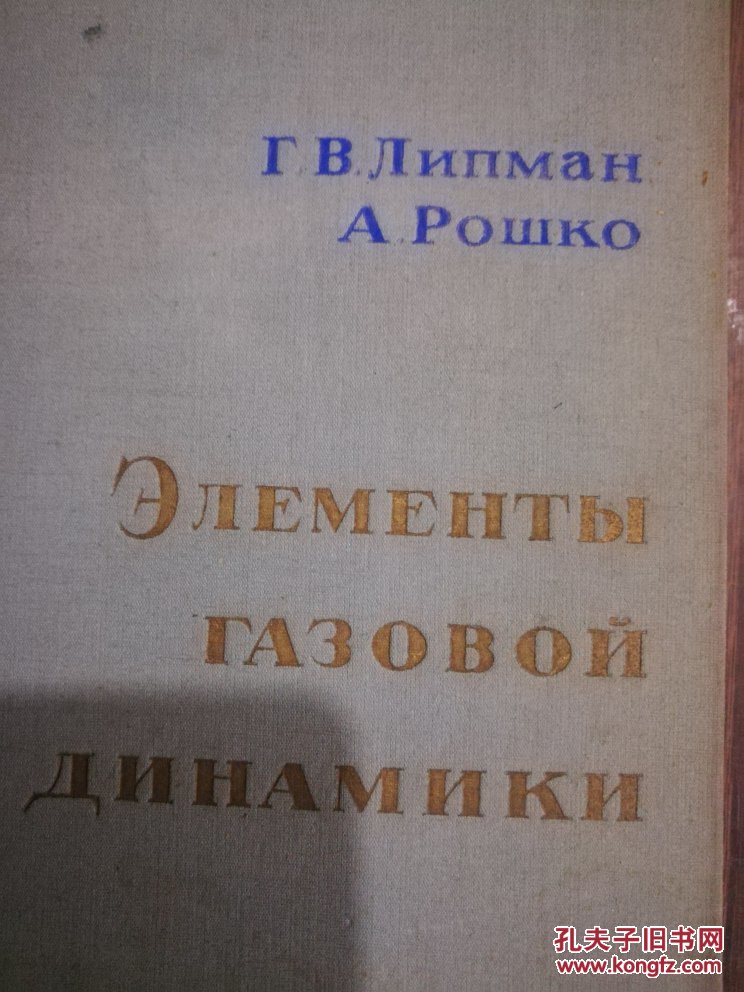 Г. В. Липман
А. Рошко
Элементы
газовой
динамики
孔夫子旧书网
www.kongfz.com